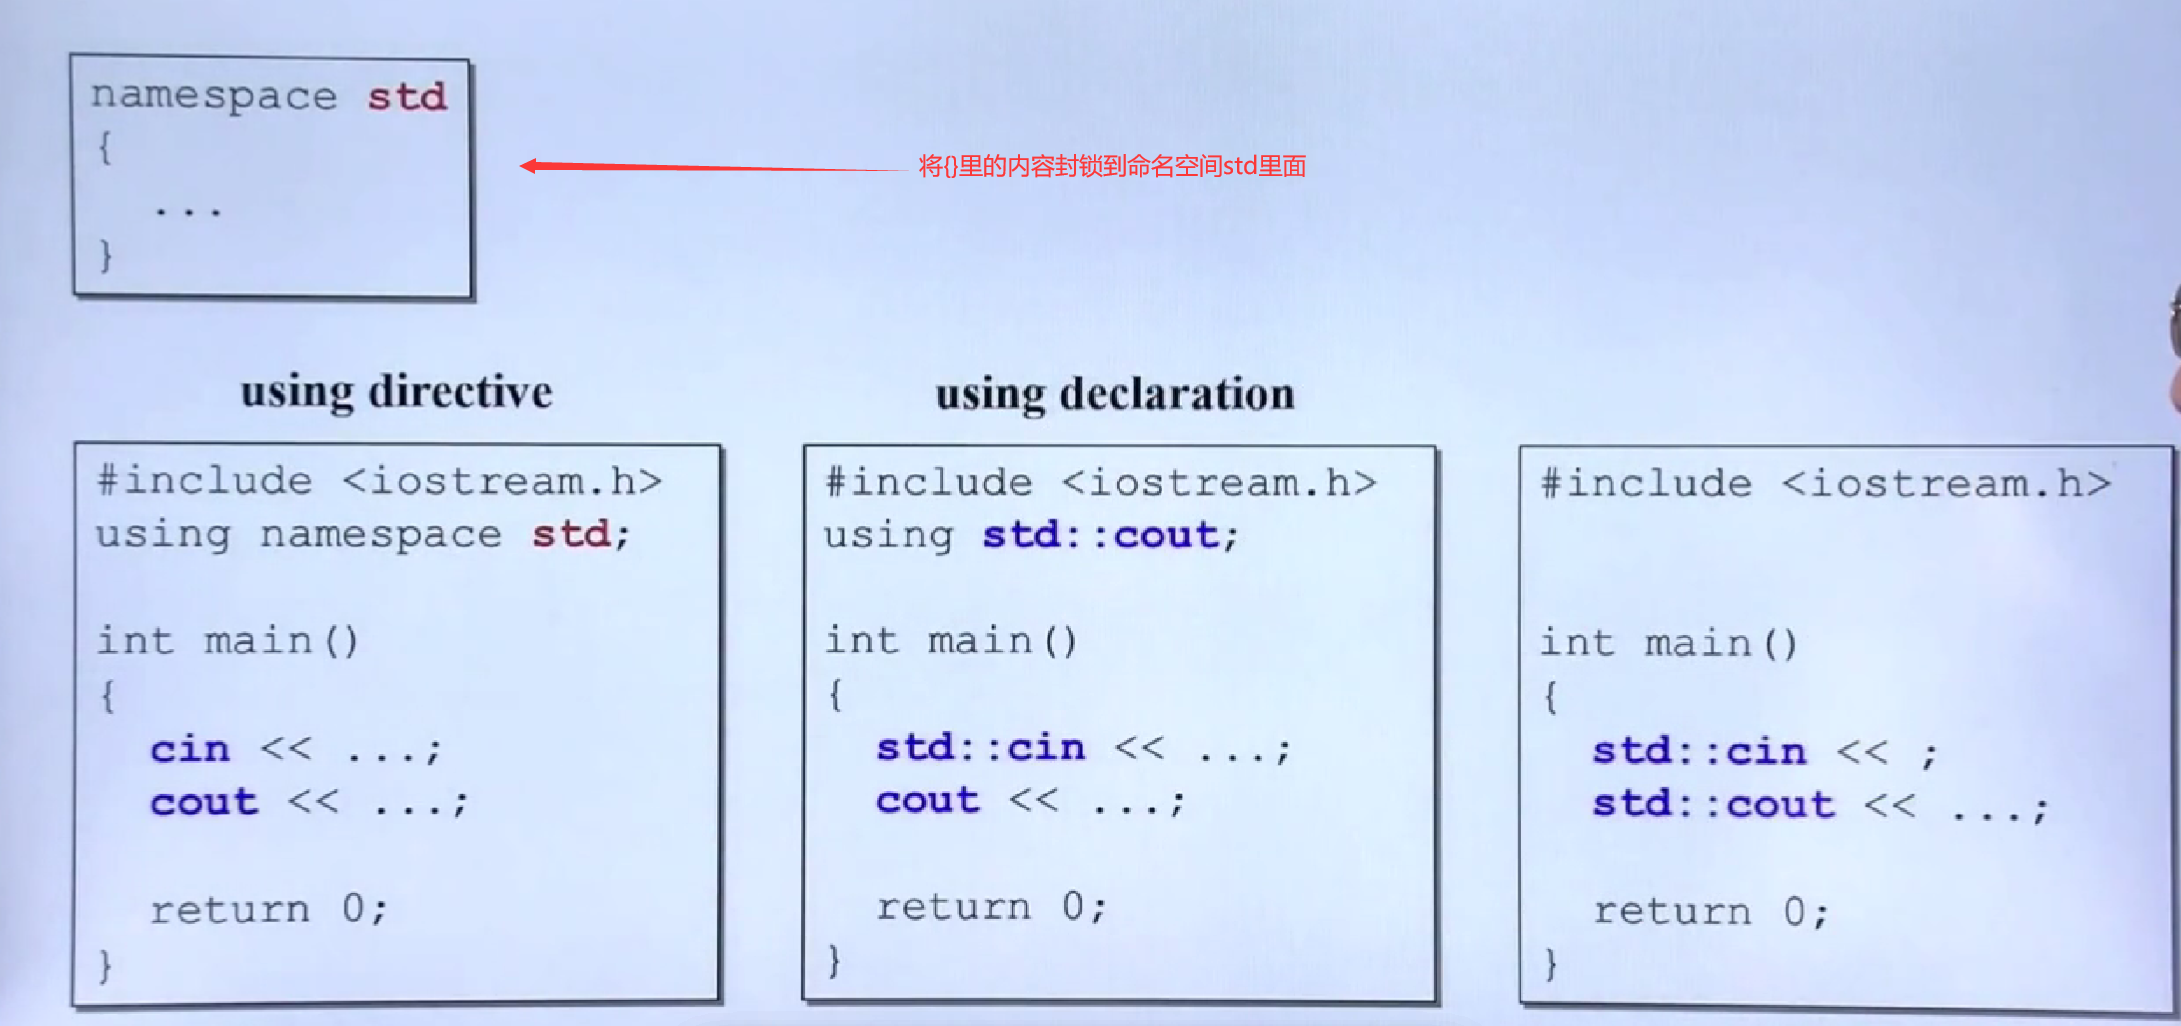 namespace std
{
将{}里的内容封锁到命名空间std里面
...
}
using directive
#include <iostream.h>
using namespace std;
int main()
{
cin << ...;
cout << ...;
return 0;
}
using declaration
#include <iostream.h>
using std::cout;
int main()
{
std::cin << ...;
cout << ...;
return 0;
}
#include <iostream.h>
int main()
{
std::cin << ;
std::cout << ...;
return 0;
}